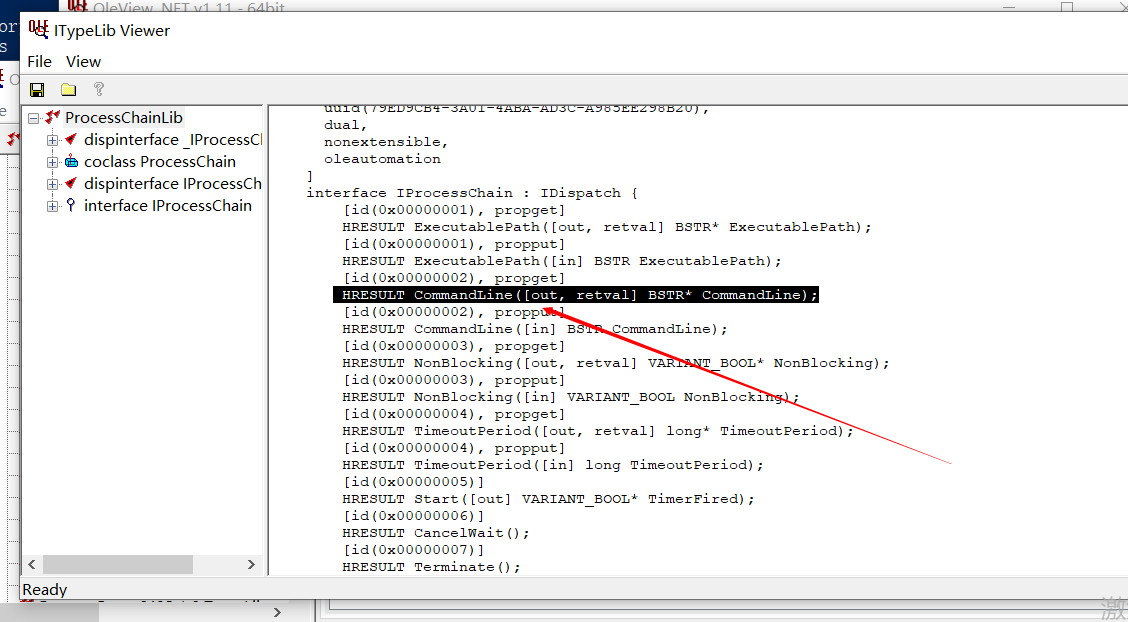 OleView .NET v1.11 - 64bit
ITypeLib Viewer
File View
ProcessChainLib
dispinterface _IProcessCl
coclass ProcessChain
dispinterface IProcessCh
interface IProcessChain
uuid(79ED9CB4-3A01-4ABA-AD3C-A985EE298B20),
dual,
nonextensible,
oleautomation
]
interface IProcessChain : IDispatch {
[id(0x00000001), propget]
HRESULT ExecutablePath([out, retval] BSTR* ExecutablePath);
[id(0x00000001), propput]
HRESULT ExecutablePath([in] BSTR ExecutablePath);
[id(0x00000002), propget]
HRESULT CommandLine([out, retval] BSTR* CommandLine);
[id(0x00000002), propput]
HRESULT CommandLine([in] BSTR CommandLine);
[id(0x00000003), propget]
HRESULT NonBlocking([out, retval] VARIANT_BOOL* NonBlocking);
[id(0x00000003), propput]
HRESULT NonBlocking([in] VARIANT_BOOL NonBlocking);
[id(0x00000004), propget]
HRESULT TimeoutPeriod([out, retval] long* TimeoutPeriod);
[id(0x00000004), propput]
HRESULT TimeoutPeriod([in] long TimeoutPeriod);
[id(0x00000005)]
HRESULT Start([out] VARIANT_BOOL* TimerFired);
[id(0x00000006)]
HRESULT CancelWait();
[id(0x00000007)]
HRESULT Terminate();
Ready
激